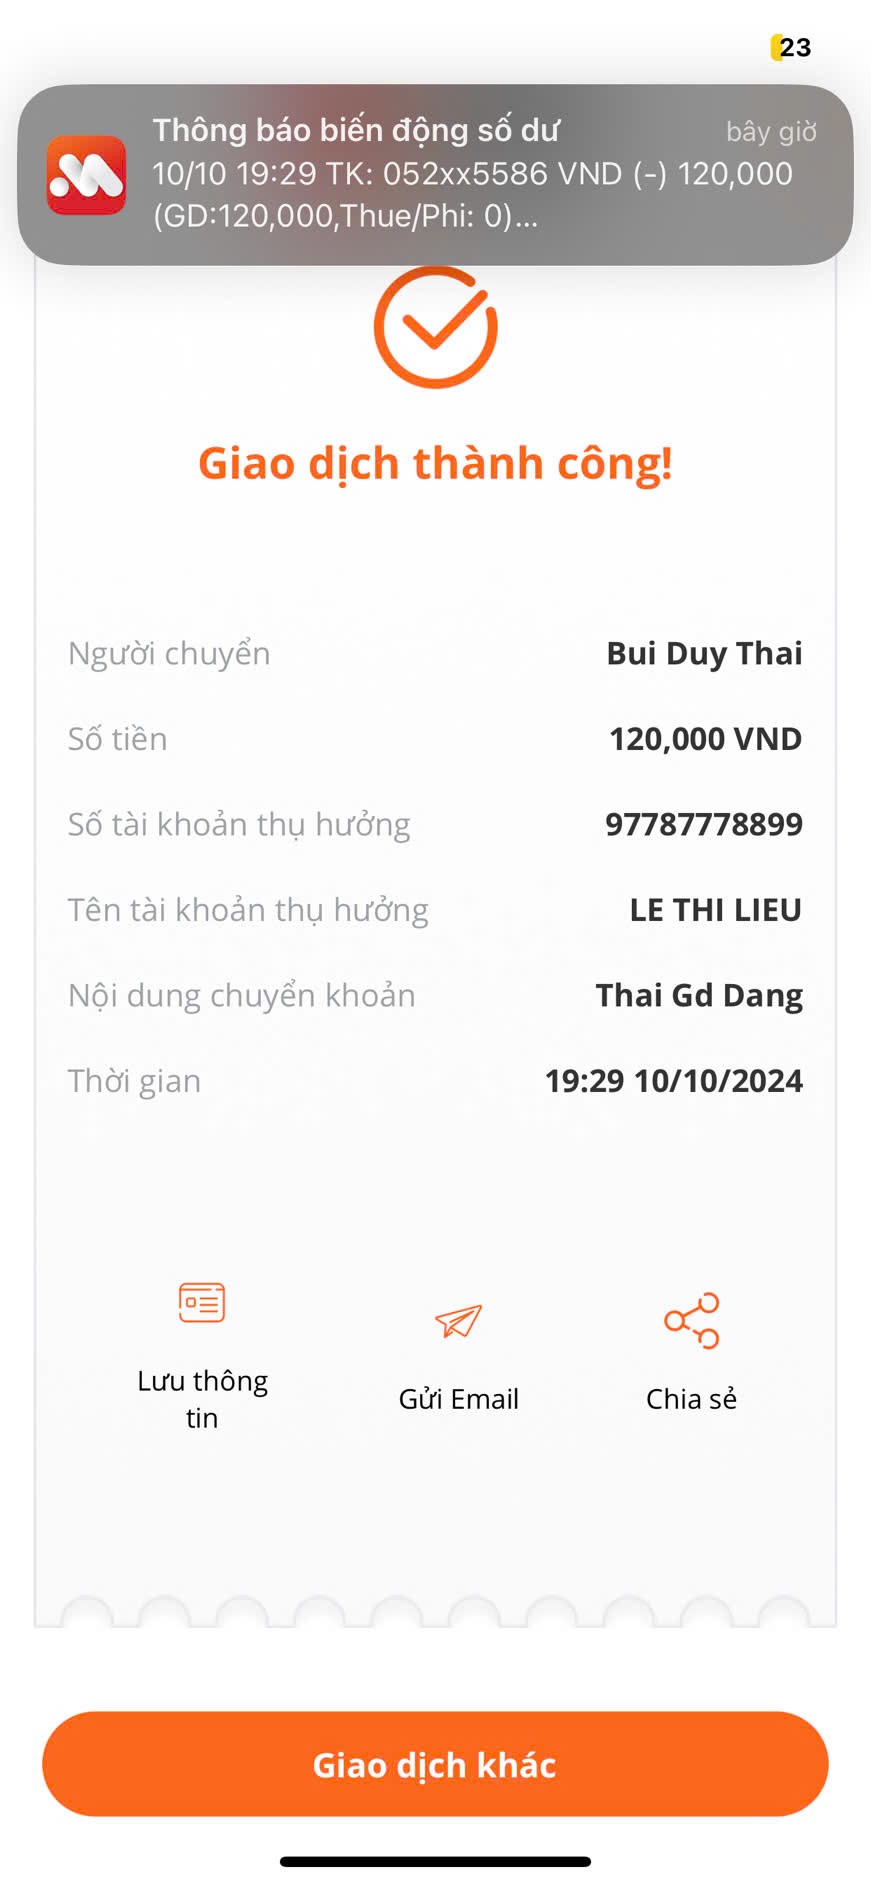 23
Thông báo biến động số dư
bây giờ
10/10 19:29 TK: 052xx5586 VND (-) 120,000
(GD:120,000,Thue/Phi: 0)...
Giao dịch thành công!
Người chuyển Bui Duy Thai
Số tiền 120,000 VND
Số tài khoản thụ hưởng 97787778899
Tên tài khoản thụ hưởng LE THI LIEU
Nội dung chuyển khoản Thai Gd Dang
Thời gian 19:29 10/10/2024
Lưu thông
tin
Gửi Email
Chia sẻ
Giao dịch khác